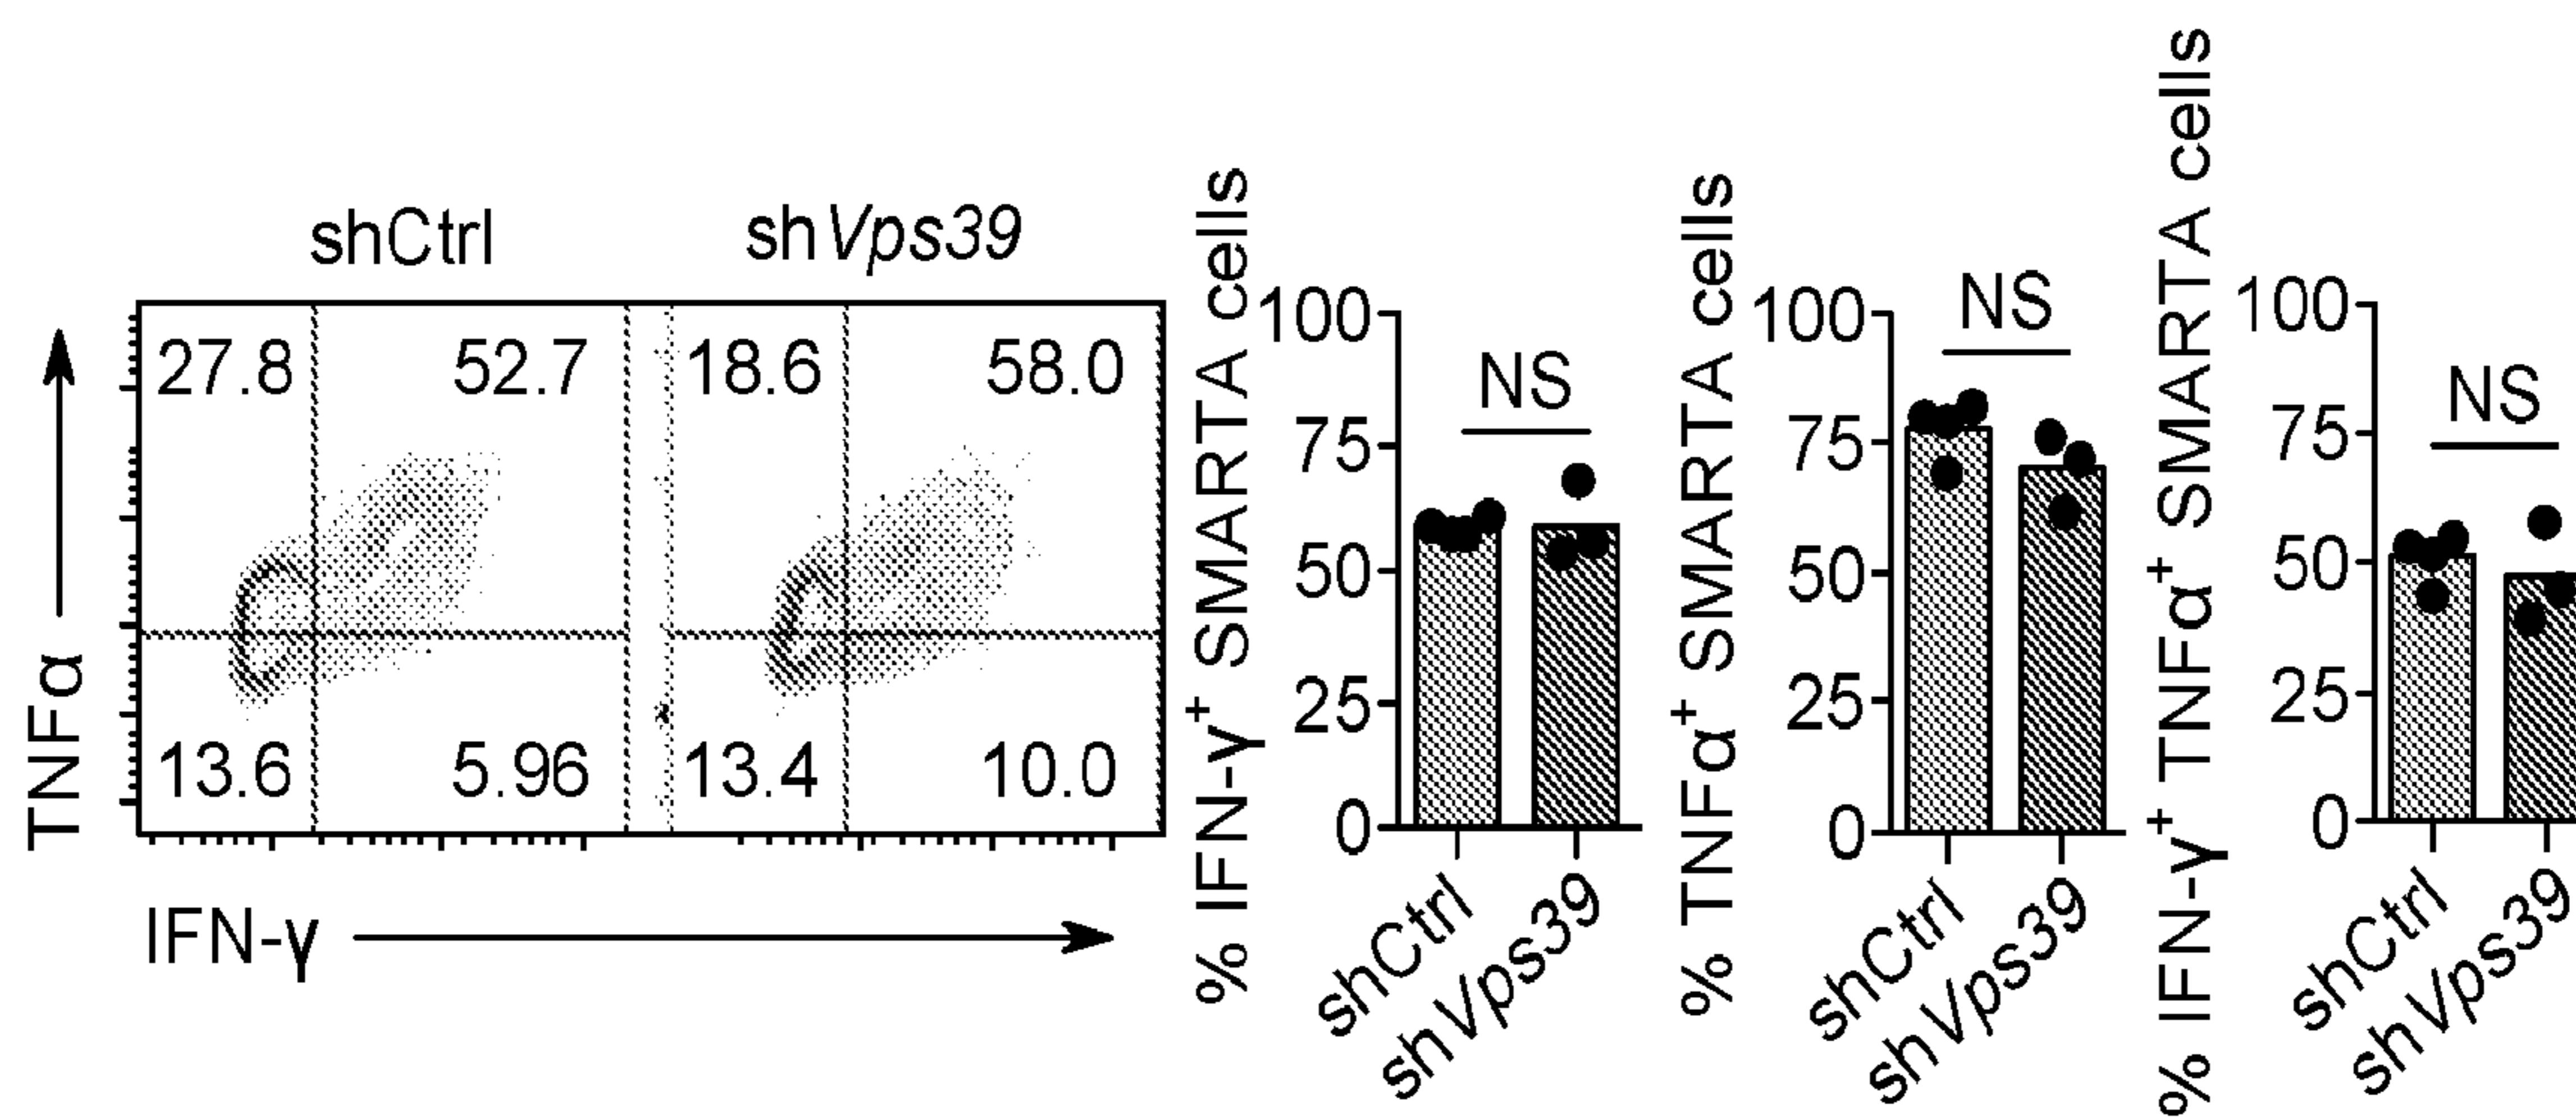 shCtrl
shVps39
TNFα
27.8
52.7
18.6
58.0
13.6
5.96
13.4
10.0
IFN-γ
% IFN-γ+ SMARTA cells
100
75
50
25
0
NS
shCtrl
shVps39
% TNFα+ SMARTA cells
100
75
50
25
0
NS
shCtrl
shVps39
% IFN-γ+ TNFα+ SMARTA cells
100
75
50
25
0
NS
shCtrl
shVps39